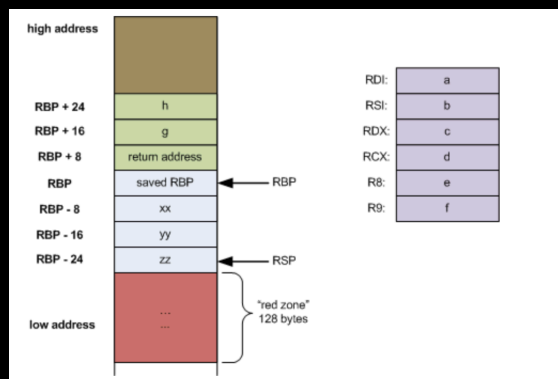 high address
RBP + 24 h
RBP + 16 g
RBP + 8 return address
RBP saved RBP RBP
RBP - 8 xx
RBP - 16 yy
RBP - 24 zz RSP
"red zone"
128 bytes
...
...
low address
RDI: a
RSI: b
RDX: c
RCX: d
R8: e
R9: f